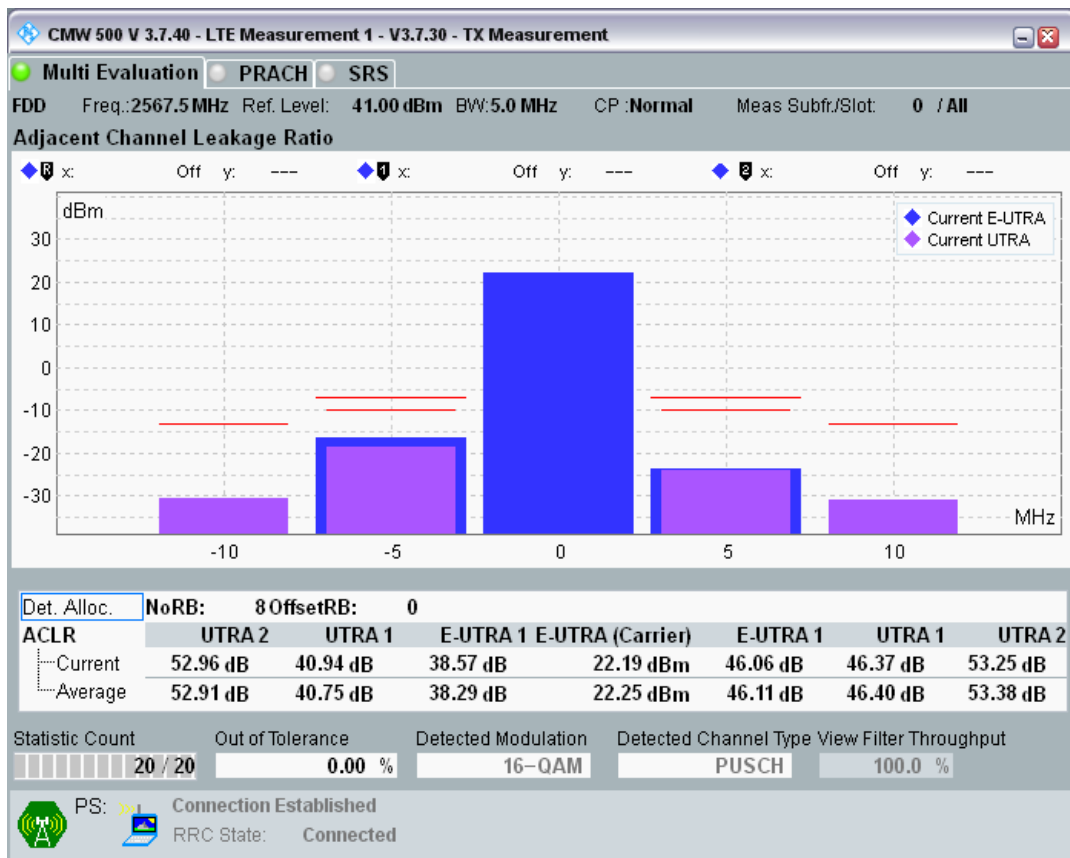 CMW 500 V 3.7.40 - LTE Measurement 1 - V3.7.30 - TX Measurement
Multi Evaluation PRACH SRS
FDD Freq.:2567.5 MHz Ref. Level: 41.00 dBm BW:5.0 MHz CP :Normal Meas Subfr./Slot: 0 / All
Adjacent Channel Leakage Ratio
R x: Off y: --- 1 x: Off y: --- 2 x: Off y: ---
dBm
Current E-UTRA
Current UTRA
30
20
10
0
-10
-20
-30
MHz
-10 -5 0 5 10
Det. Alloc. NoRB: 8 OffsetRB: 0
ACLR UTRA 2 UTRA 1 E-UTRA 1 E-UTRA (Carrier) E-UTRA 1 UTRA 1 UTRA 2
Current 52.96 dB 40.94 dB 38.57 dB 22.19 dBm 46.06 dB 46.37 dB 53.25 dB
Average 52.91 dB 40.75 dB 38.29 dB 22.25 dBm 46.11 dB 46.40 dB 53.38 dB
Statistic Count Out of Tolerance Detected Modulation Detected Channel Type View Filter Throughput
20 / 20 0.00 % 16-QAM PUSCH 100.0 %
PS: Connection Established
RRC State: Connected